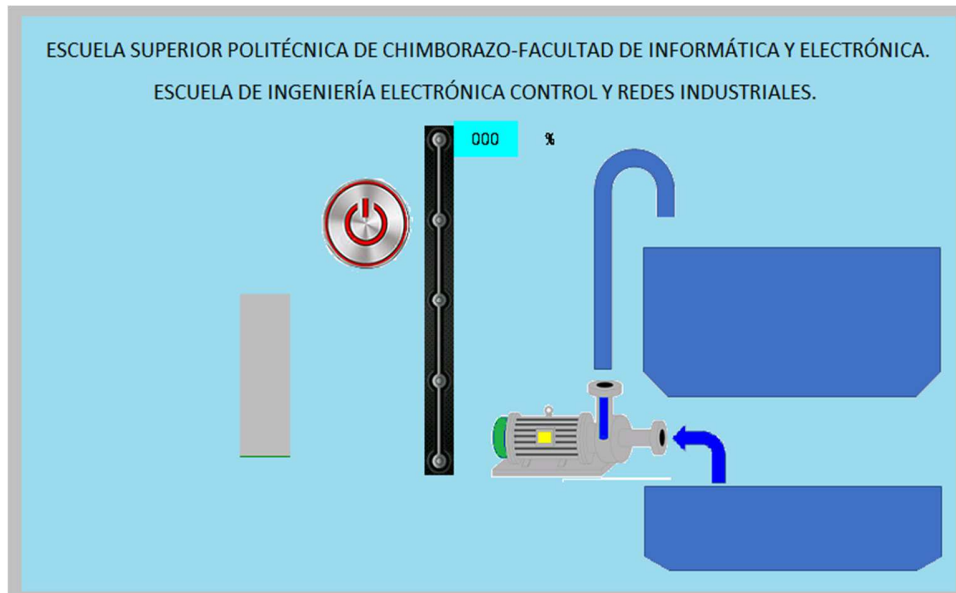 ESCUELA SUPERIOR POLITÉCNICA DE CHIMBORAZO-FACULTAD DE INFORMÁTICA Y ELECTRÓNICA.
ESCUELA DE INGENIERÍA ELECTRÓNICA CONTROL Y REDES INDUSTRIALES.
000 %